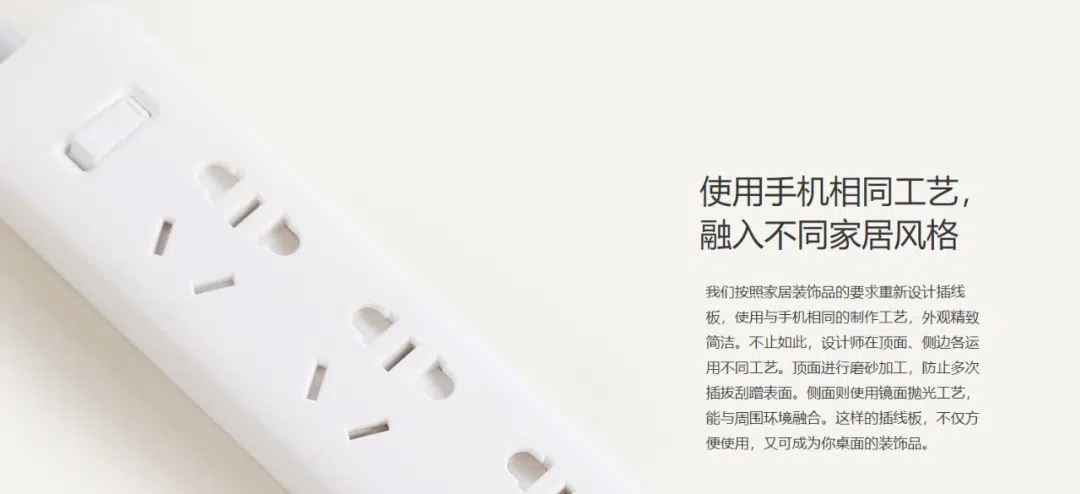 使用手机相同工艺，
融入不同家居风格
我们按照家居装饰品的要求重新设计插线
板，使用与手机相同的制作工艺，外观精致
简洁。不止如此，设计师在顶面、侧边各运
用不同工艺。顶面进行磨砂加工，防止多次
插拔刮蹭表面。侧面则使用镜面抛光工艺，
能与周围环境融合。这样的插线板，不仅方
便使用，又可成为你桌面的装饰品。